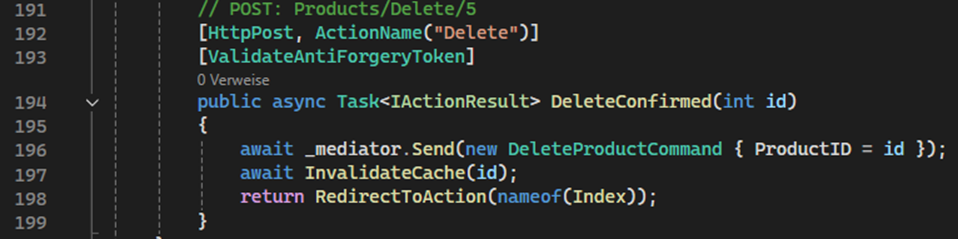 191 // POST: Products/Delete/5
192 [HttpPost, ActionName("Delete")]
193 [ValidateAntiForgeryToken]
0 Verweise
194 public async Task<IActionResult> DeleteConfirmed(int id)
195 {
196 await _mediator.Send(new DeleteProductCommand { ProductID = id });
197 await InvalidateCache(id);
198 return RedirectToAction(nameof(Index));
199 }